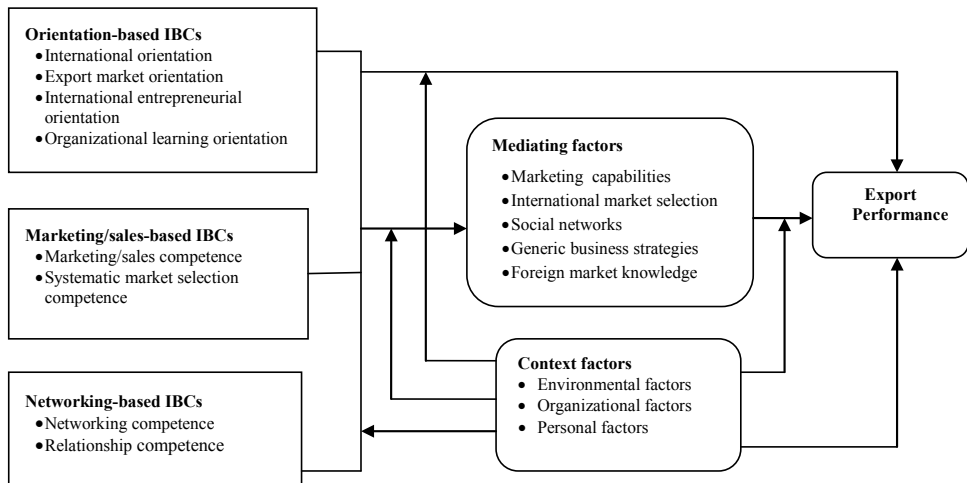 Orientation-based IBCs
•International orientation
•Export market orientation
•International entrepreneurial
orientation
•Organizational learning orientation
Marketing/sales-based IBCs
•Marketing/sales competence
•Systematic market selection
competence
Networking-based IBCs
•Networking competence
•Relationship competence
Mediating factors
•Marketing capabilities
•International market selection
•Social networks
•Generic business strategies
•Foreign market knowledge
Context factors
• Environmental factors
• Organizational factors
• Personal factors
Export
Performance